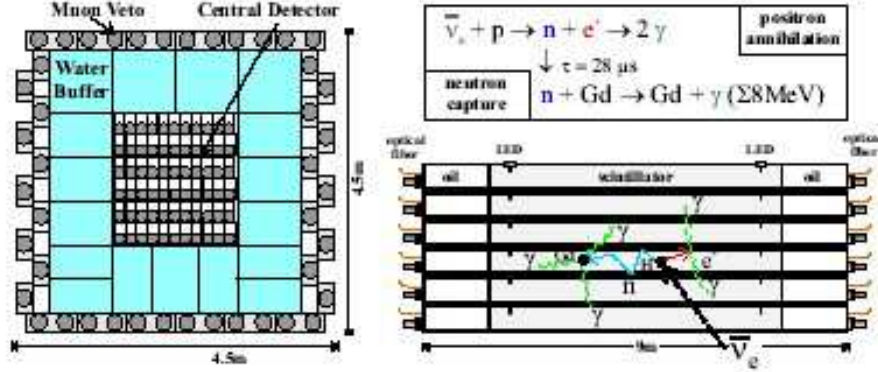 Muon Veto
Central Detector
Water
Buffer
4.5m
4.5m
ν̄e + p → n + e⁺ → 2 γ
positron
annihilation
↓ τ = 28 μs
neutron
capture
n + Gd → Gd + γ (Σ8MeV)
optical
fiber
LED
LED
optical
fiber
oil
scintillator
oil
γ
γ
γ
e
n
γ
γ
9m
ν̄e